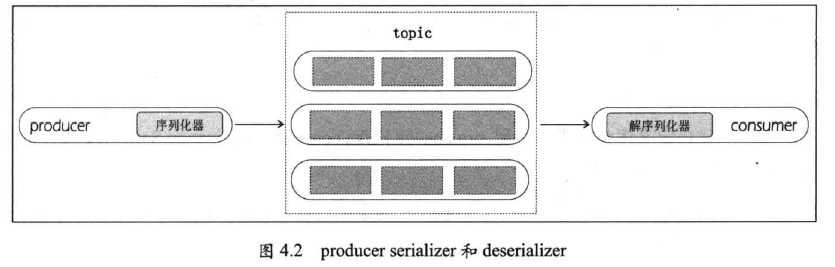 topic
producer
序列化器
解序列化器
consumer
图 4.2 producer serializer 和 deserializer